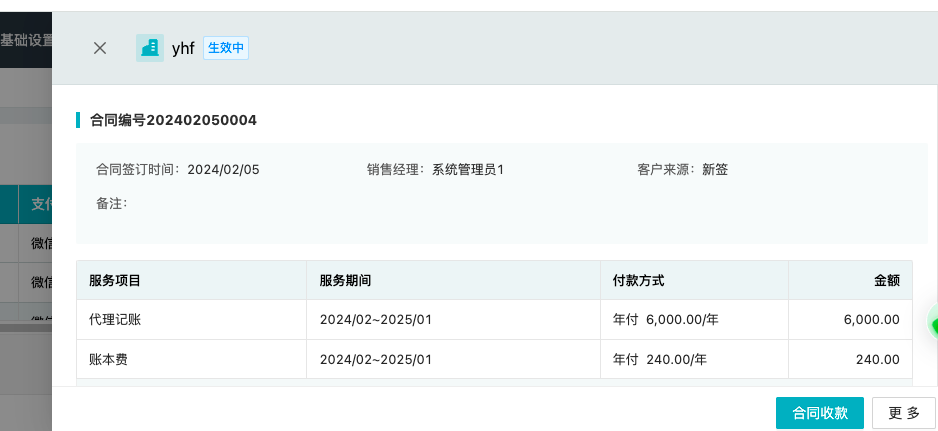 基础设置
yhf 生效中
合同编号202402050004
合同签订时间：2024/02/05 销售经理：系统管理员1 客户来源：新签
备注：
支付
微信
微信
服务项目 服务期间 付款方式 金额
代理记账 2024/02~2025/01 年付 6,000.00/年 6,000.00
账本费 2024/02~2025/01 年付 240.00/年 240.00
合同收款 更多